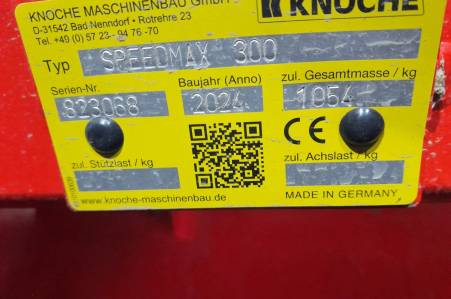 KNOCHE MASCHINENBAU GmbH
KNOCHE
D-31542 Bad Nenndorf - Rotrehre 23
Tel. +49 (0) 57 23 - 94 76 -70
Typ SPEEDMAX 300
Serien-Nr. Baujahr (Anno) zul. Gesamtmasse / kg
823068 2024 1054
CE
zul. Stützlast / kg zul. Achslast / kg
www.knoche-maschinenbau.de MADE IN GERMANY